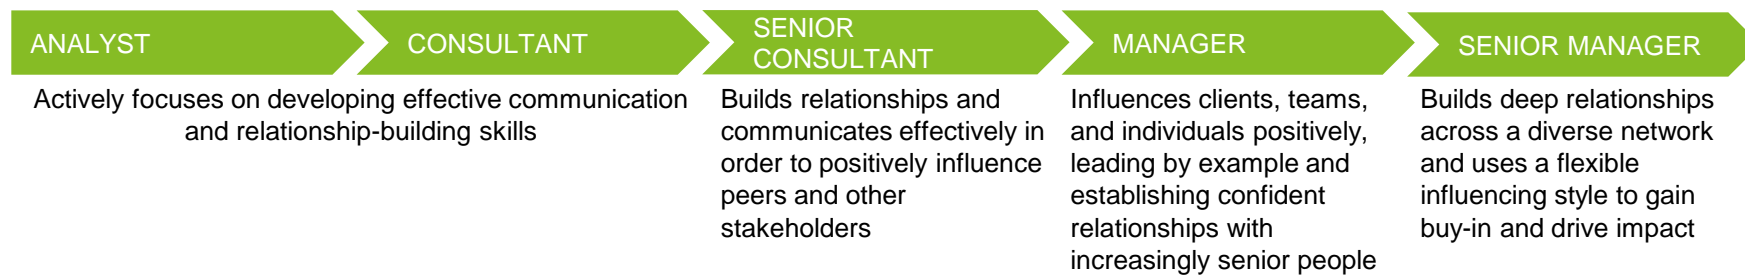 ANALYST
CONSULTANT
SENIOR
CONSULTANT
MANAGER
SENIOR MANAGER
Actively focuses on developing effective communication
and relationship-building skills
Builds relationships and
communicates effectively in
order to positively influence
peers and other
stakeholders
Influences clients, teams,
and individuals positively,
leading by example and
establishing confident
relationships with
increasingly senior people
Builds deep relationships
across a diverse network
and uses a flexible
influencing style to gain
buy-in and drive impact